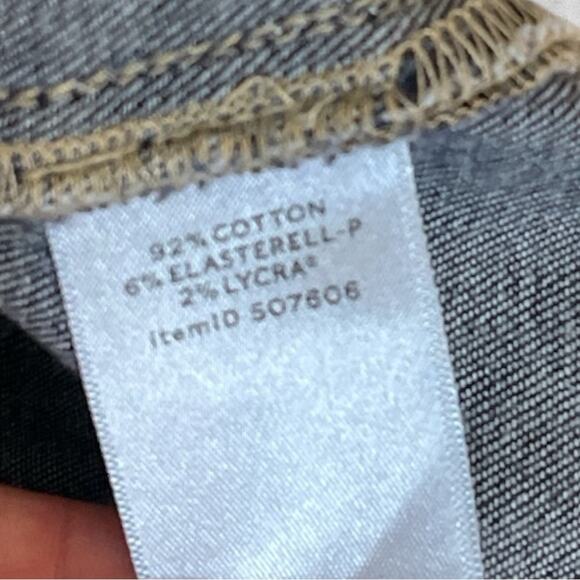 92% COTTON
6% ELASTERELL-P
2% LYCRA®
ItemID 507606